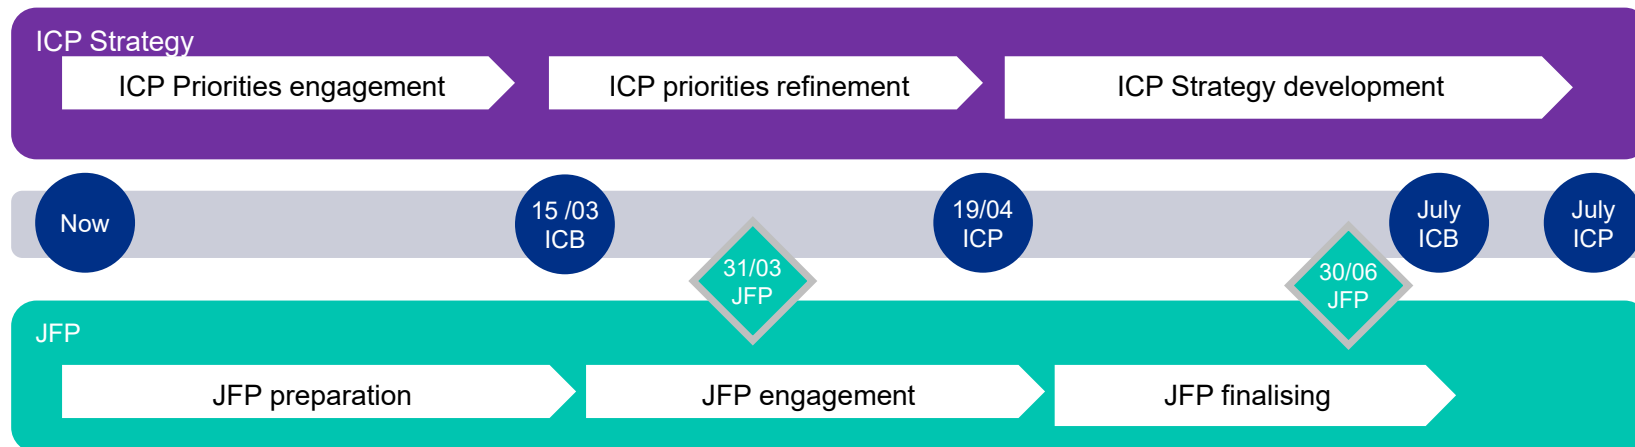 ICP Strategy
ICP Priorities engagement
ICP priorities refinement
ICP Strategy development
Now
15 /03
ICB
19/04
ICP
July
ICB
July
ICP
31/03
JFP
30/06
JFP
JFP
JFP preparation
JFP engagement
JFP finalising